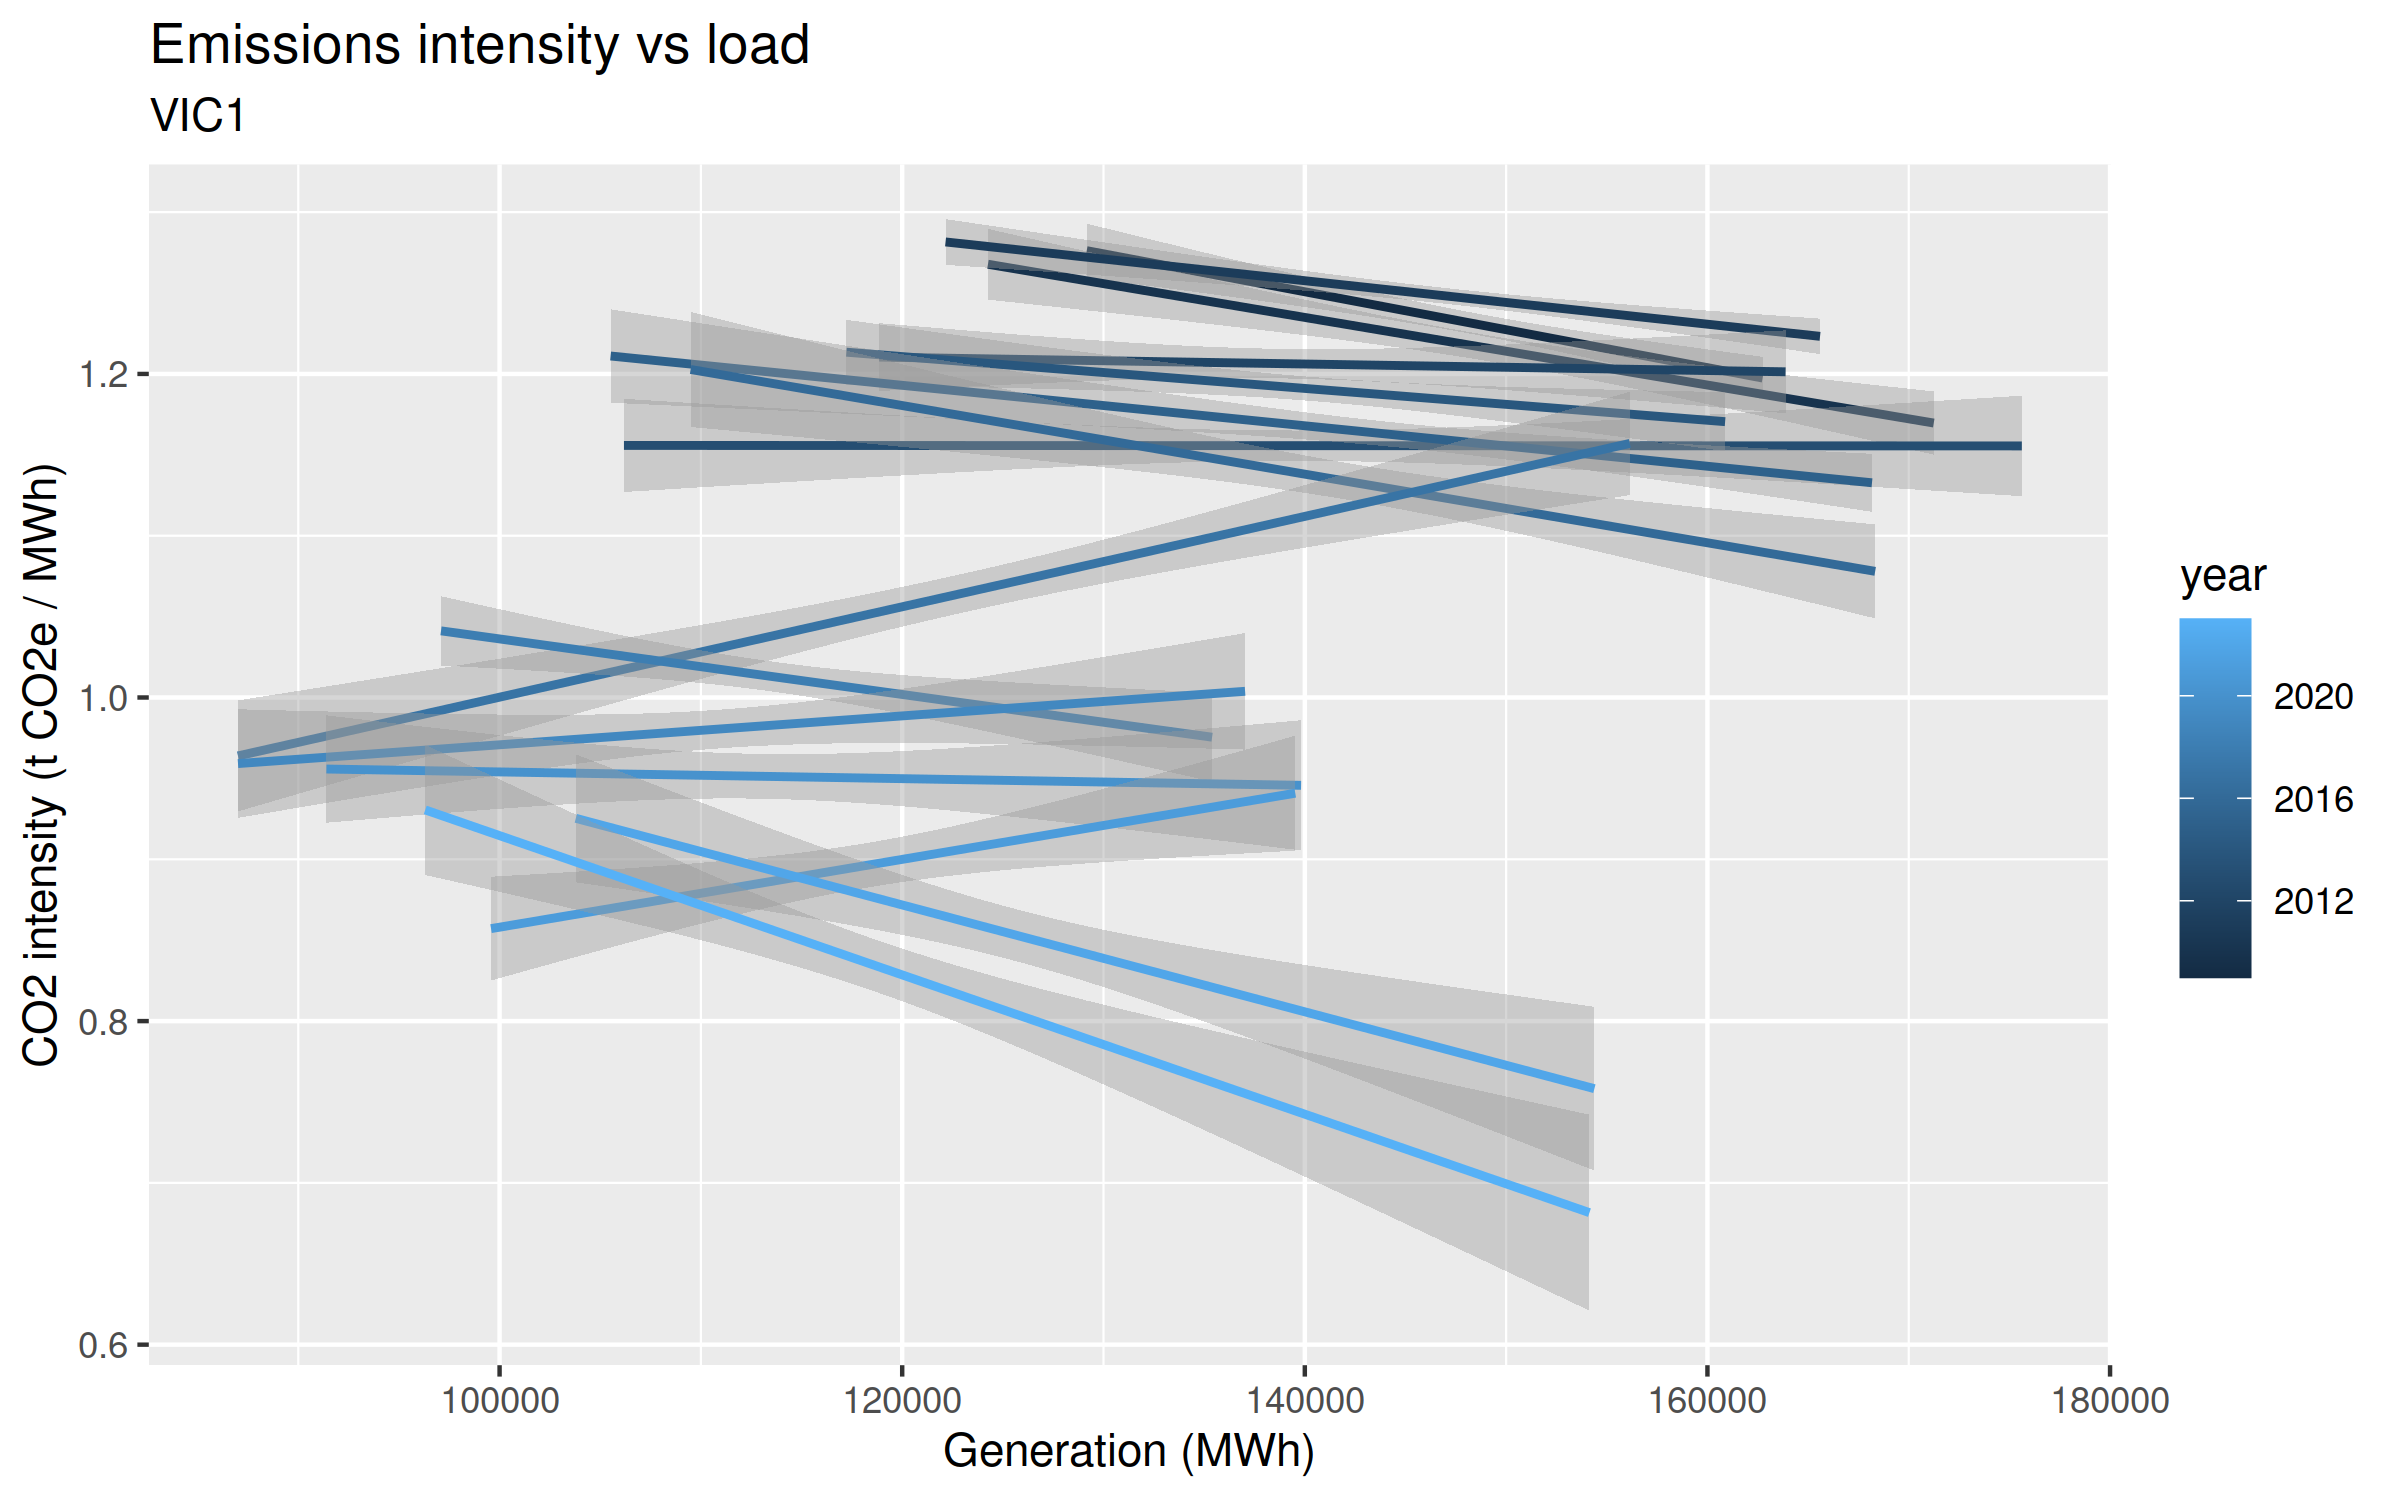 Emissions intensity vs load
VIC1
CO2 intensity (t CO2e / MWh)
1.2
1.0
0.8
0.6
100000
120000
140000
160000
180000
Generation (MWh)
year
2020
2016
2012